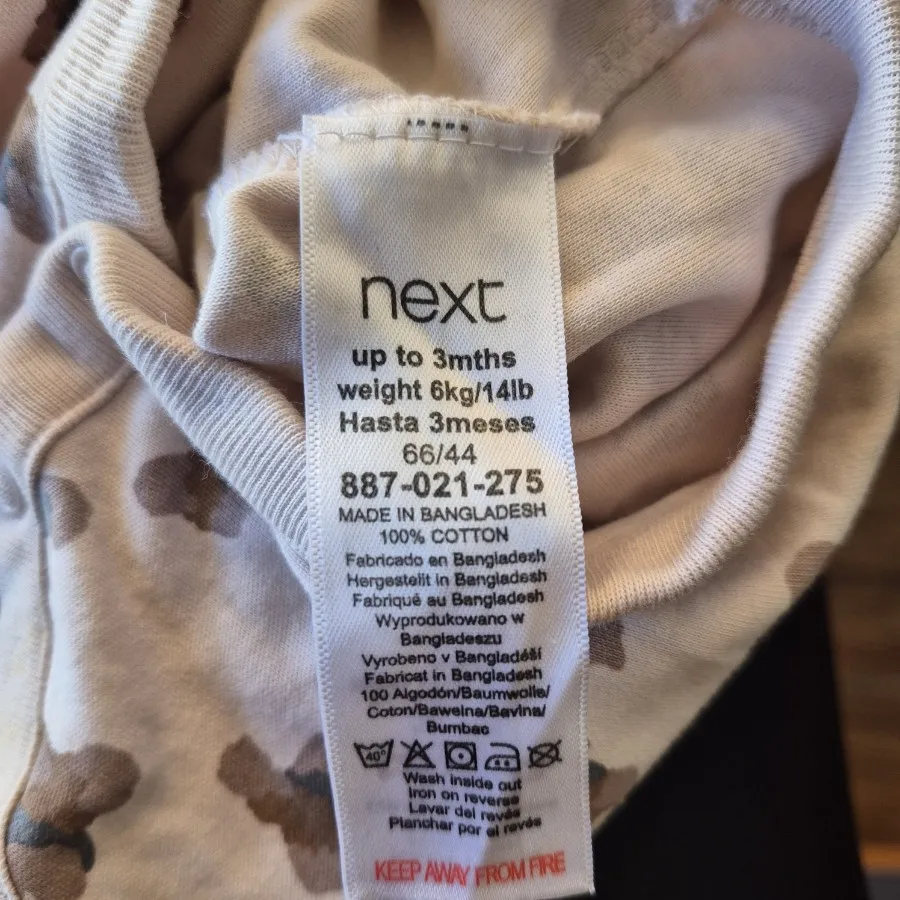 next
up to 3mths
weight 6kg/14lb
Hasta 3meses
66/44
887-021-275
MADE IN BANGLADESH
100% COTTON
Fabricado en Bangladesh
Hergestellt in Bangladesh
Fabriqué au Bangladesh
Wyprodukowano w
Bangladeszu
Vyrobeno v Bangladéši
Fabricat in Bangladesh
100 Algodón/Baumwolle/
Coton/Bawelna/Bavlna/
Bumbac
40°
Wash inside out
Iron on reverse
Lavar del revés
Planchar por el revés
KEEP AWAY FROM FIRE